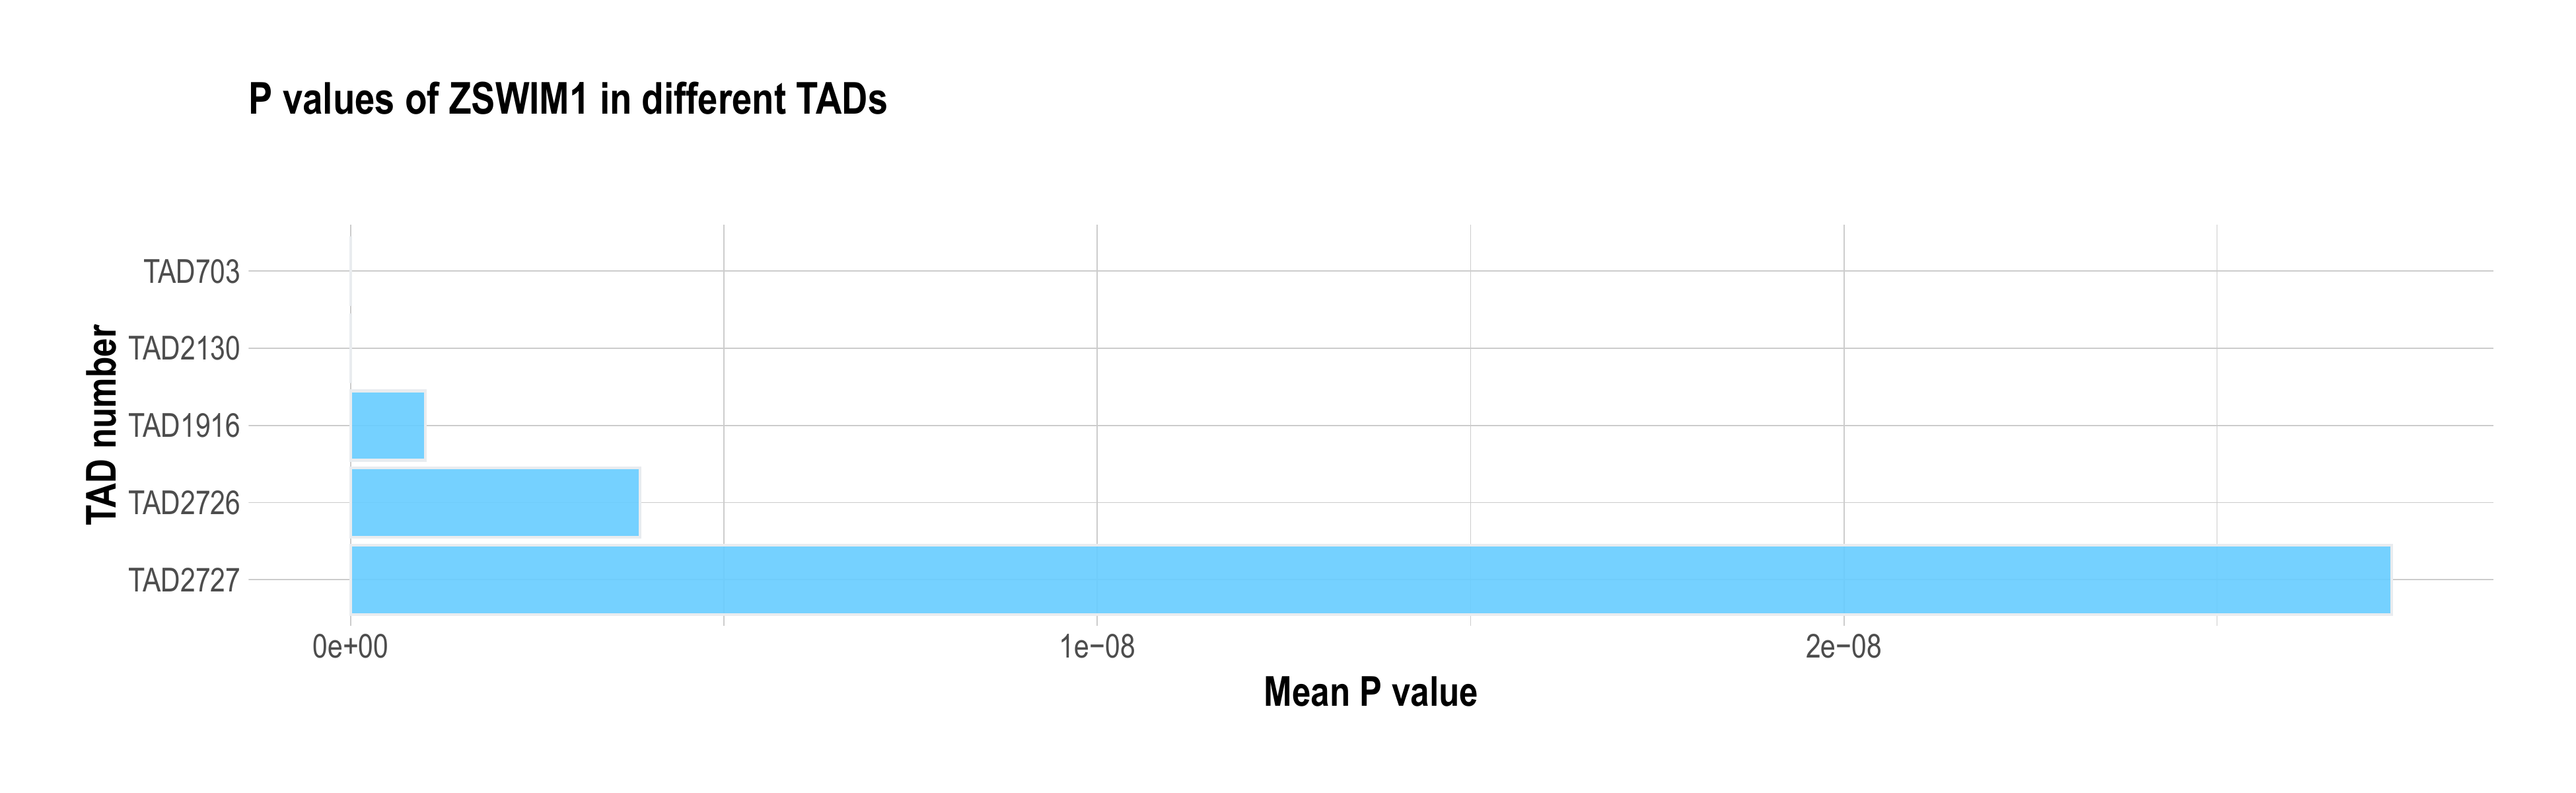 P values of ZSWIM1 in different TADs
TAD number
TAD703
TAD2130
TAD1916
TAD2726
TAD2727
0e+00
1e−08
2e−08
Mean P value